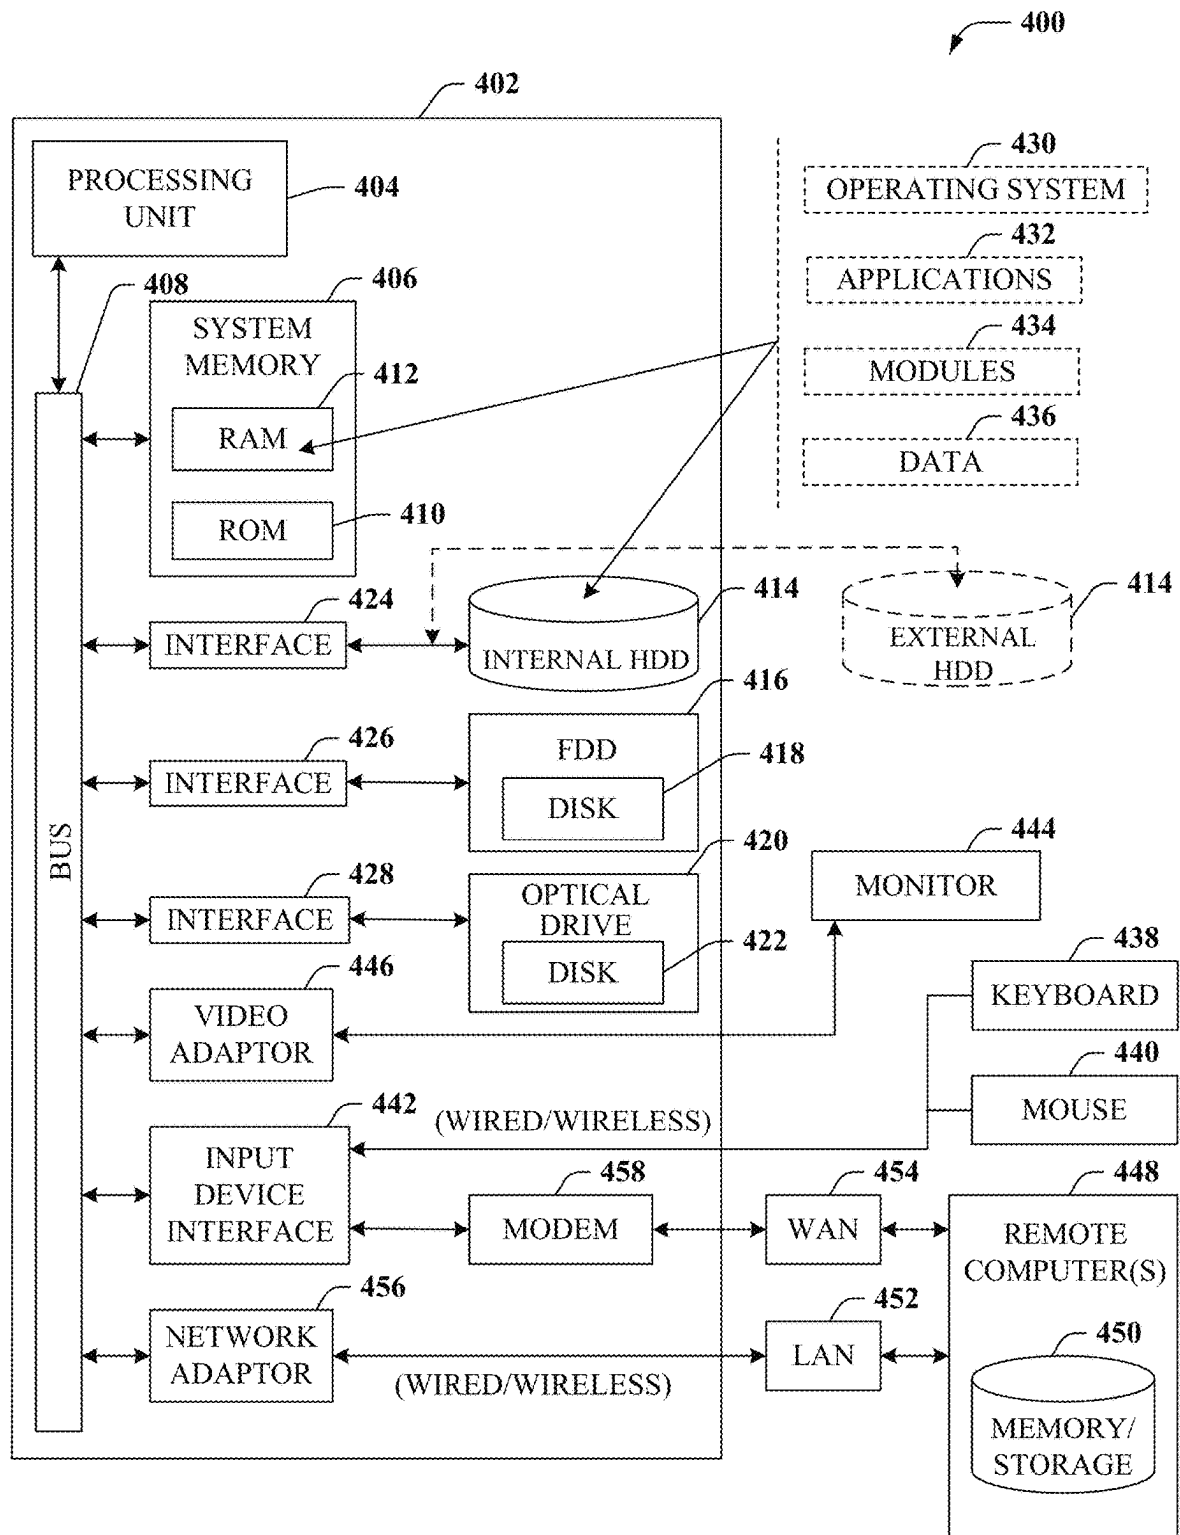 400
402
PROCESSING
UNIT
404
430
OPERATING SYSTEM
432
APPLICATIONS
434
MODULES
436
DATA
408
406
SYSTEM
MEMORY
412
RAM
410
ROM
424
INTERFACE
414
INTERNAL HDD
414
EXTERNAL
HDD
426
INTERFACE
416
FDD
418
DISK
BUS
428
INTERFACE
420
OPTICAL
DRIVE
422
DISK
444
MONITOR
446
VIDEO
ADAPTOR
438
KEYBOARD
440
MOUSE
442
INPUT
DEVICE
INTERFACE
(WIRED/WIRELESS)
458
MODEM
454
WAN
448
REMOTE
COMPUTER(S)
456
NETWORK
ADAPTOR
(WIRED/WIRELESS)
452
LAN
450
MEMORY/
STORAGE